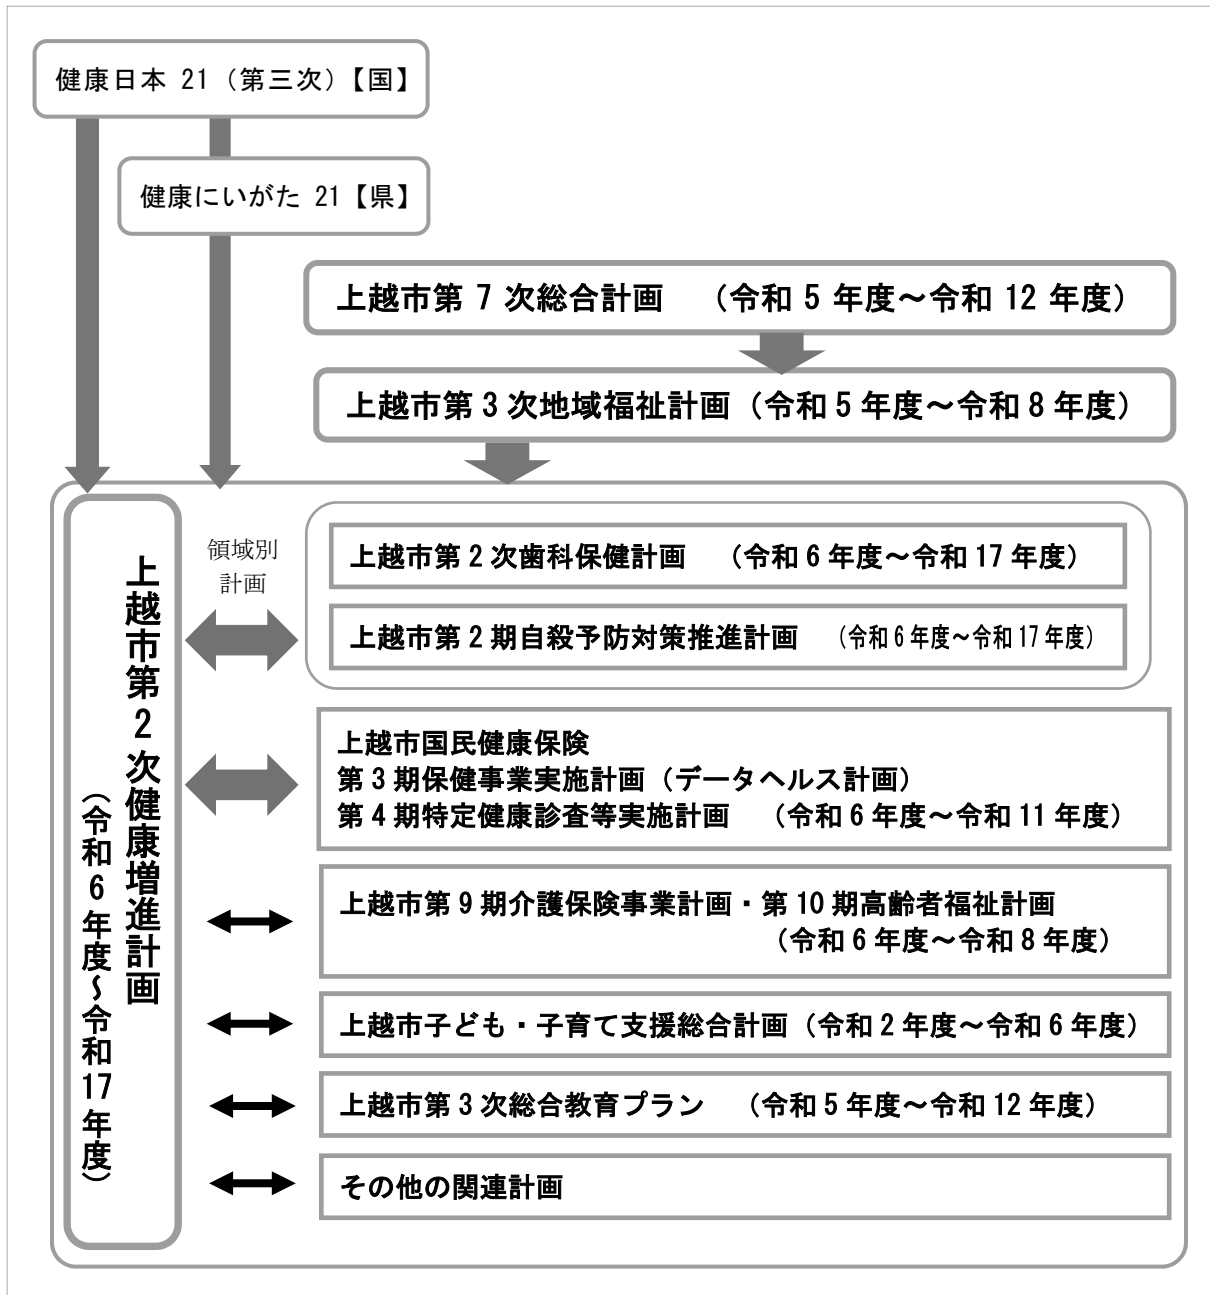 健康日本 21（第三次）【国】
健康にいがた 21【県】
上越市第 7 次総合計画　（令和 5 年度～令和 12 年度）
上越市第 3 次地域福祉計画（令和 5 年度～令和 8 年度）
上越市第２次健康増進計画
（令和６年度～令和17年度）
領域別
計画
上越市第 2 次歯科保健計画　（令和 6 年度～令和 17 年度）
上越市第 2 期自殺予防対策推進計画　（令和 6 年度～令和 17 年度）
上越市国民健康保険
第 3 期保健事業実施計画（データヘルス計画）
第 4 期特定健康診査等実施計画　（令和 6 年度～令和 11 年度）
上越市第 9 期介護保険事業計画・第 10 期高齢者福祉計画
（令和 6 年度～令和 8 年度）
上越市子ども・子育て支援総合計画（令和 2 年度～令和 6 年度）
上越市第 3 次総合教育プラン　（令和 5 年度～令和 12 年度）
その他の関連計画